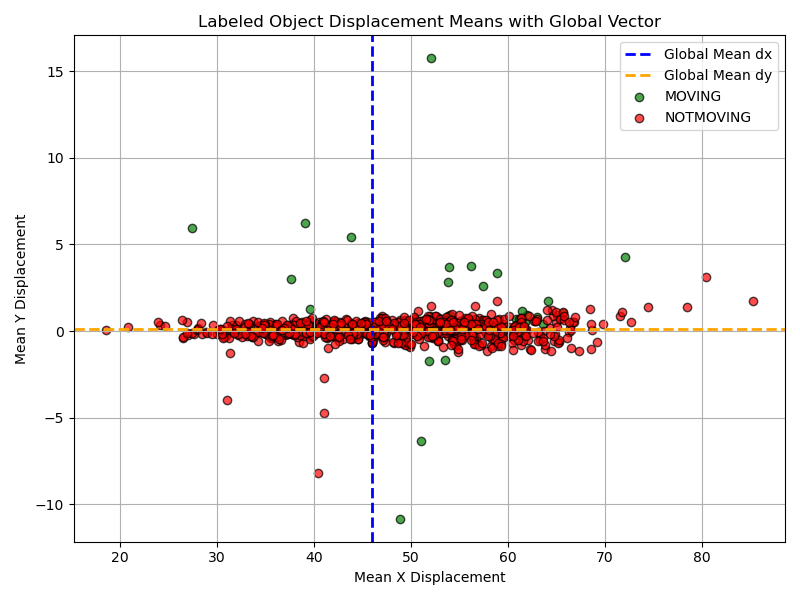 Labeled Object Displacement Means with Global Vector
Global Mean dx
Global Mean dy
MOVING
NOTMOVING
15
10
5
0
−5
−10
Mean Y Displacement
20 30 40 50 60 70 80
Mean X Displacement